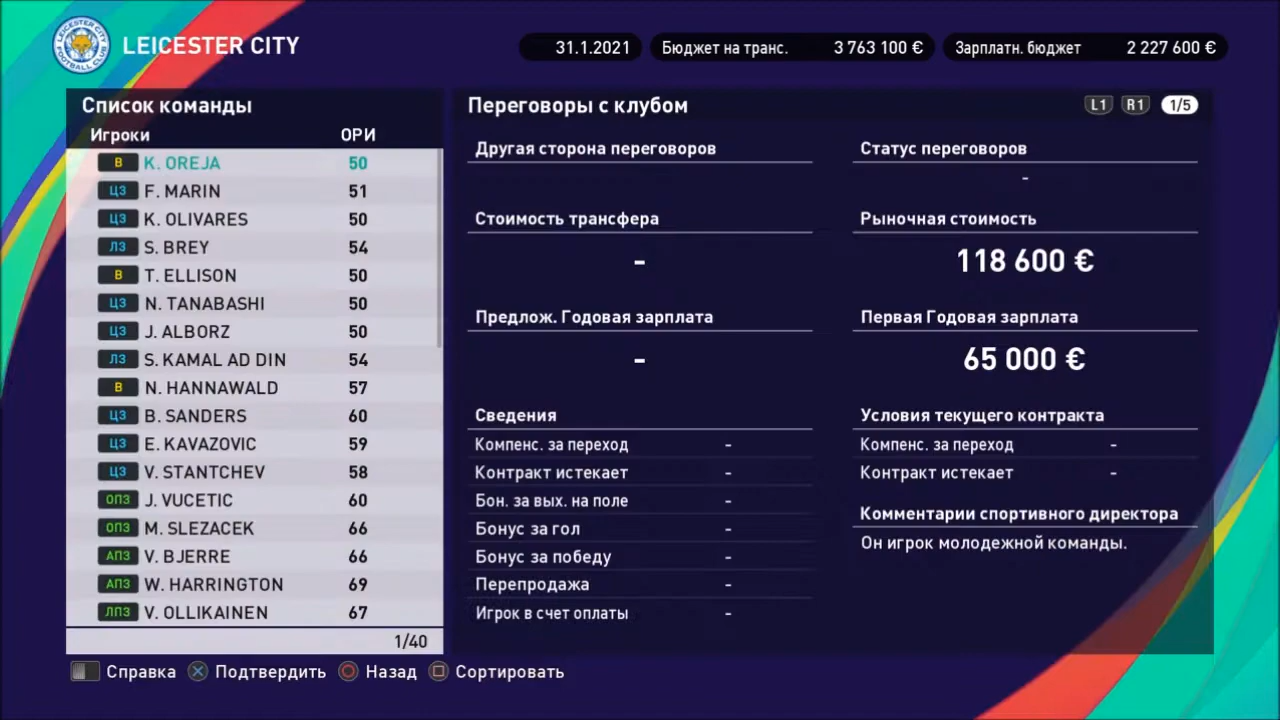 LEICESTER CITY
FOOTBALL CLUB
LEICESTER CITY
31.1.2021
Бюджет на транс. 3 763 100 €
Зарплатн. бюджет 2 227 600 €
Список команды
Игроки ОРИ
В K. OREJA 50
ЦЗ F. MARIN 51
ЦЗ K. OLIVARES 50
ЛЗ S. BREY 54
В T. ELLISON 50
ЦЗ N. TANABASHI 50
ЦЗ J. ALBORZ 50
ЛЗ S. KAMAL AD DIN 54
В N. HANNAWALD 57
ЦЗ B. SANDERS 60
ЦЗ E. KAVAZOVIC 59
ЦЗ V. STANTCHEV 58
ОПЗ J. VUCETIC 60
ОПЗ M. SLEZACEK 66
АПЗ V. BJERRE 66
АПЗ W. HARRINGTON 69
ЛПЗ V. OLLIKAINEN 67
1/40
Переговоры с клубом
L1 R1 1/5
Другая сторона переговоров
Статус переговоров
-
Стоимость трансфера
-
Рыночная стоимость
118 600 €
Предлож. Годовая зарплата
-
Первая Годовая зарплата
65 000 €
Сведения
Компенс. за переход -
Контракт истекает -
Бон. за вых. на поле -
Бонус за гол -
Бонус за победу -
Перепродажа -
Игрок в счет оплаты -
Условия текущего контракта
Компенс. за переход -
Контракт истекает -
Комментарии спортивного директора
Он игрок молодежной команды.
Справка Подтвердить Назад Сортировать